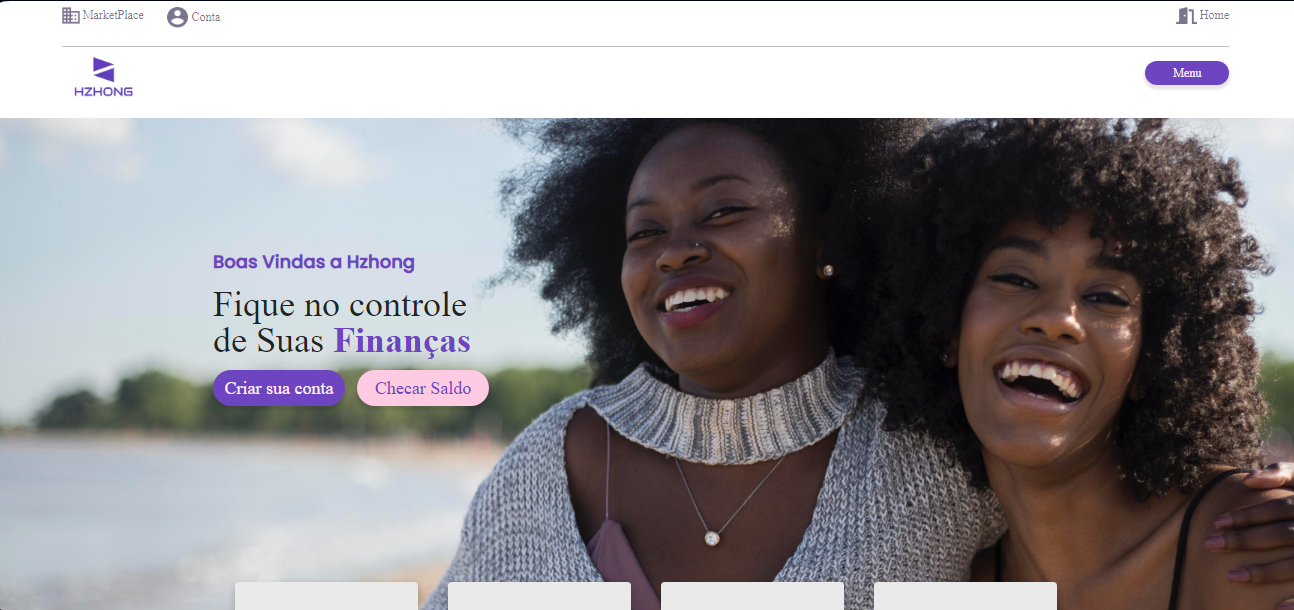 MarketPlace
Conta
Home
HZHONG
Menu
Boas Vindas a Hzhong
Fique no controle
de Suas Finanças
Criar sua conta
Checar Saldo